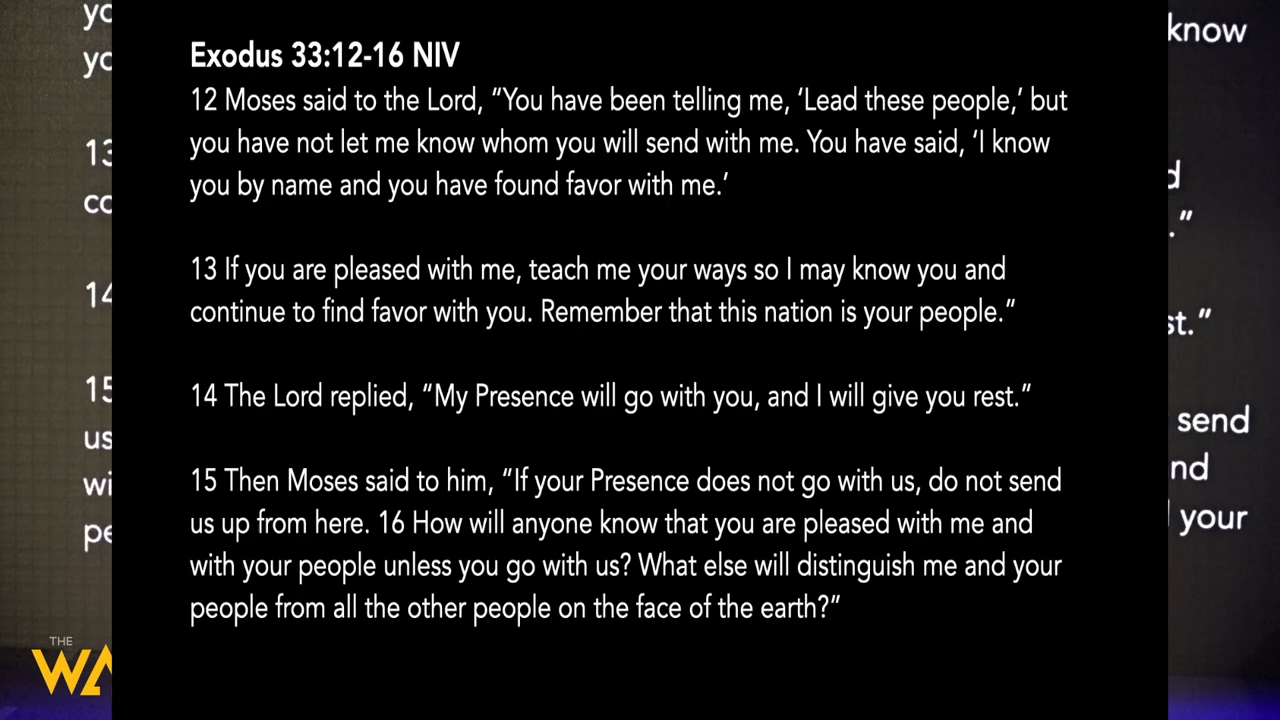 Exodus 33:12-16 NIV
12 Moses said to the Lord, “You have been telling me, ‘Lead these people,’ but
you have not let me know whom you will send with me. You have said, ‘I know
you by name and you have found favor with me.’
13 If you are pleased with me, teach me your ways so I may know you and
continue to find favor with you. Remember that this nation is your people.”
14 The Lord replied, “My Presence will go with you, and I will give you rest.”
15 Then Moses said to him, “If your Presence does not go with us, do not send
us up from here. 16 How will anyone know that you are pleased with me and
with your people unless you go with us? What else will distinguish me and your
people from all the other people on the face of the earth?”
know
13
14
15
us
send
your
THE